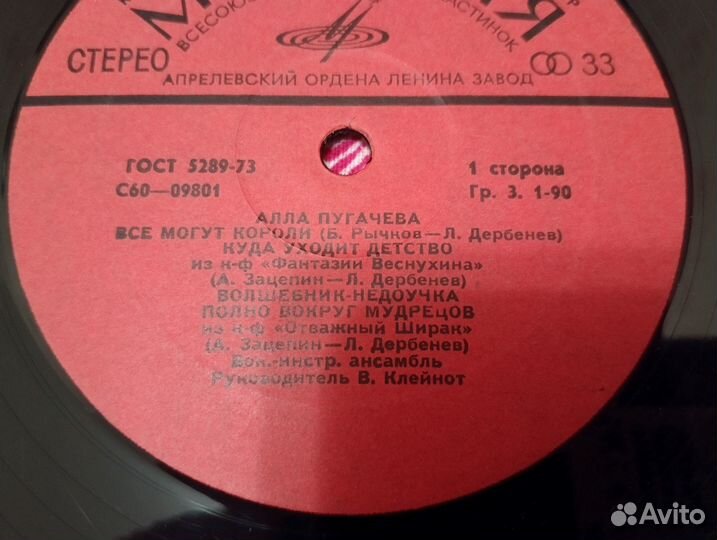 СТЕРЕО
33
АПРЕЛЕВСКИЙ ОРДЕНА ЛЕНИНА ЗАВОД
ГОСТ 5289-73
1 сторона
С60—09801
Гр. 3. 1-90
АЛЛА ПУГАЧЕВА
ВСЕ МОГУТ КОРОЛИ (Б. Рычков—Л. Дербенев)
КУДА УХОДИТ ДЕТСТВО
из к-ф «Фантазии Веснухина»
(А. Зацепин—Л. Дербенев)
ВОЛШЕБНИК-НЕДОУЧКА
ПОЛНО ВОКРУГ МУДРЕЦОВ
из к-ф «Отважный Ширак»
(А. Зацепин—Л. Дербенев)
Вок.-инстр. ансамбль
Руководитель В. Клейнот
Avito